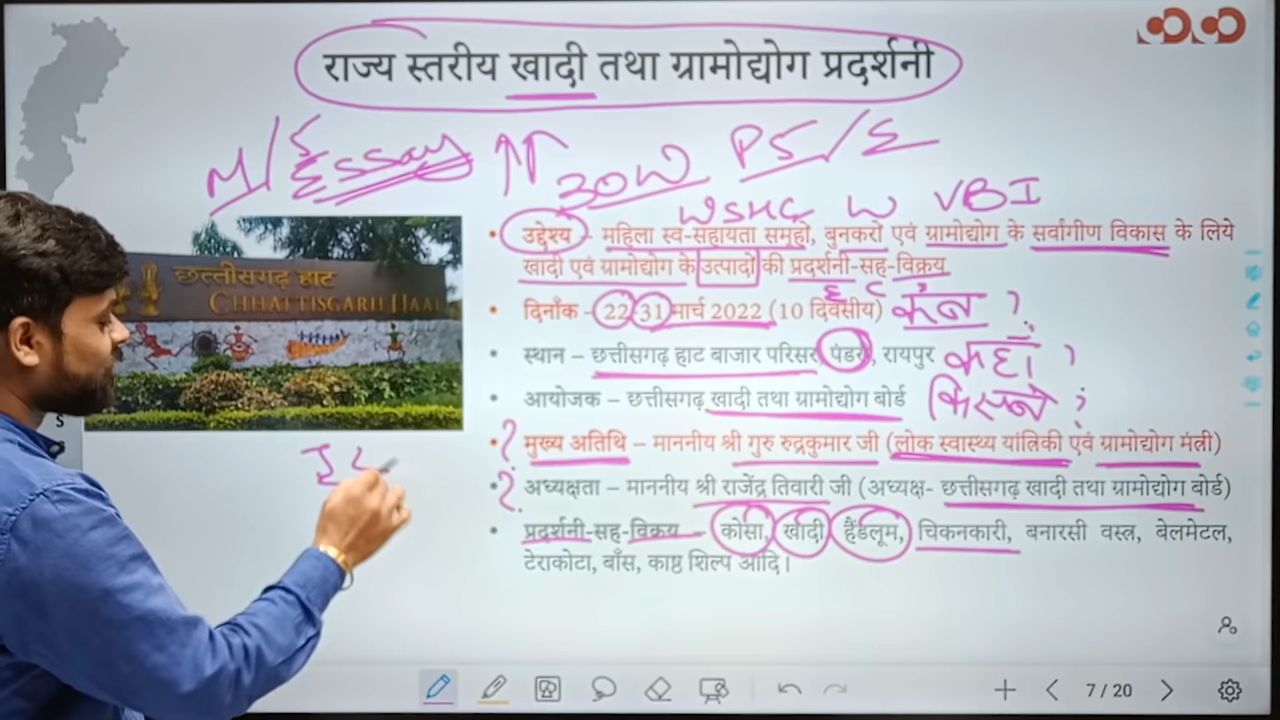 राज्य स्तरीय खादी तथा ग्रामोद्योग प्रदर्शनी
M/S Essay ↑↑ 30W PS/E
WSHG W VBI
• उद्देश्य – महिला स्व-सहायता समूहों, बुनकरों एवं ग्रामोद्योग के सर्वांगीण विकास के लिये
खादी एवं ग्रामोद्योग के उत्पादों की प्रदर्शनी-सह-विक्रय
• दिनाँक - 22-31 मार्च 2022 (10 दिवसीय) कब ?
• स्थान – छत्तीसगढ़ हाट बाजार परिसर, पंडरी, रायपुर कहाँ ?
• आयोजक – छत्तीसगढ़ खादी तथा ग्रामोद्योग बोर्ड किसने ?
• ? मुख्य अतिथि – माननीय श्री गुरु रुद्रकुमार जी (लोक स्वास्थ्य यांत्रिकी एवं ग्रामोद्योग मंत्री)
• ? अध्यक्षता – माननीय श्री राजेंद्र तिवारी जी (अध्यक्ष- छत्तीसगढ़ खादी तथा ग्रामोद्योग बोर्ड)
• प्रदर्शनी-सह-विक्रय – कोसा, खादी, हैंडलूम, चिकनकारी, बनारसी वस्त्र, बेलमेटल,
टेराकोटा, बाँस, काष्ठ शिल्प आदि।
छत्तीसगढ़ हाट
CHHATTISGARH HAAT
7 / 20